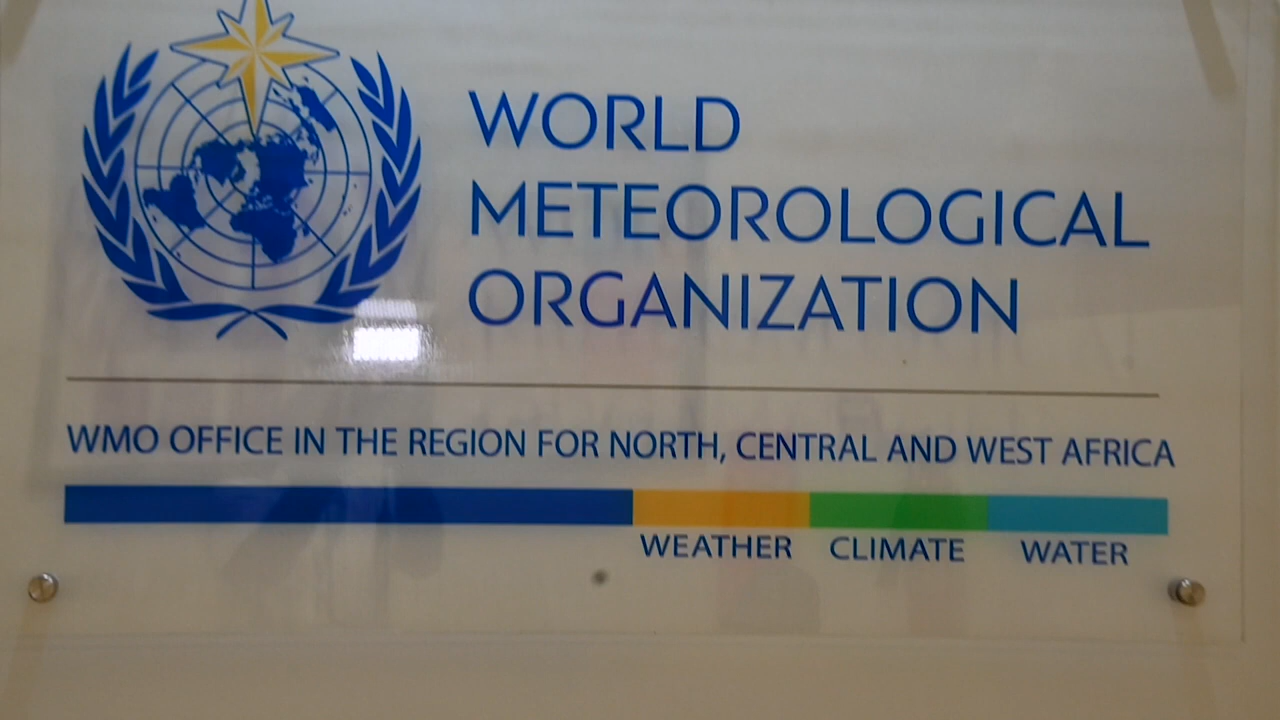 WORLD
METEOROLOGICAL
ORGANIZATION
WMO OFFICE IN THE REGION FOR NORTH, CENTRAL AND WEST AFRICA
WEATHER CLIMATE WATER